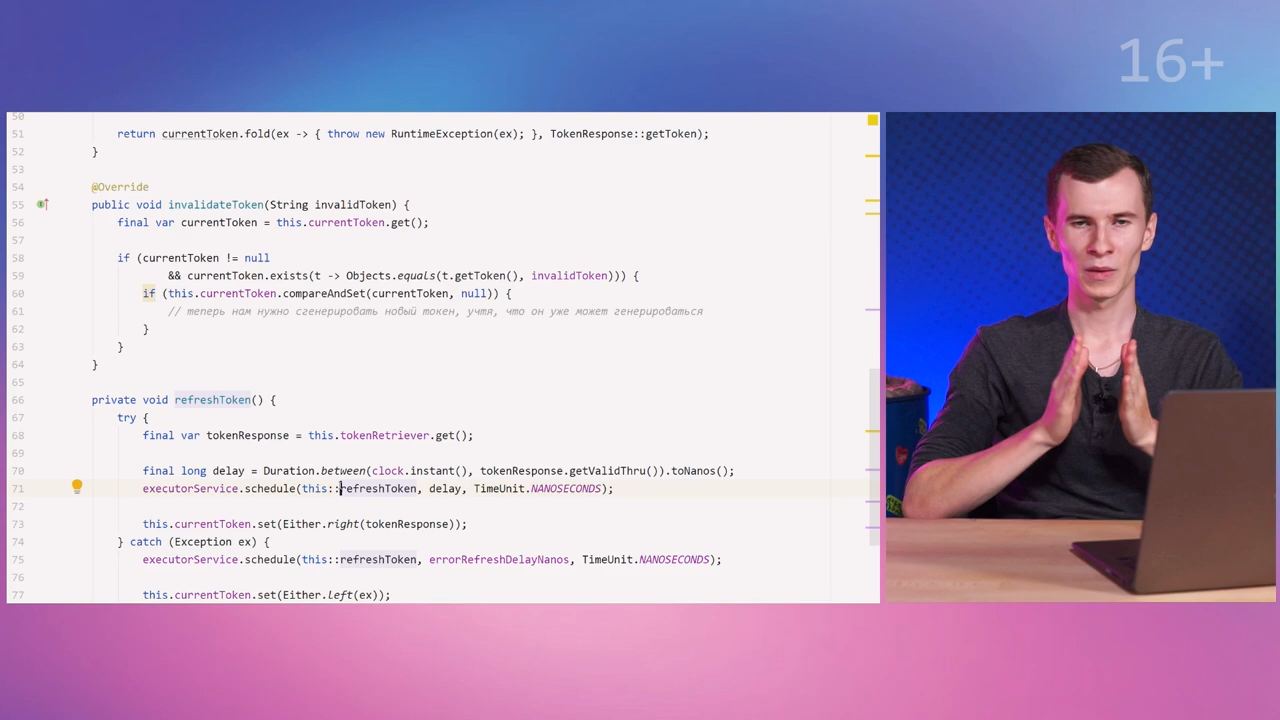 16+
50
51 return currentToken.fold(ex -> { throw new RuntimeException(ex); }, TokenResponse::getToken);
52 }
53
54 @Override
55 public void invalidateToken(String invalidToken) {
56 final var currentToken = this.currentToken.get();
57
58 if (currentToken != null
59 && currentToken.exists(t -> Objects.equals(t.getToken(), invalidToken))) {
60 if (this.currentToken.compareAndSet(currentToken, null)) {
61 // теперь нам нужно сгенерировать новый токен, учтя, что он уже может генерироваться
62 }
63 }
64 }
65
66 private void refreshToken() {
67 try {
68 final var tokenResponse = this.tokenRetriever.get();
69
70 final long delay = Duration.between(clock.instant(), tokenResponse.getValidThru()).toNanos();
71 executorService.schedule(this::refreshToken, delay, TimeUnit.NANOSECONDS);
72
73 this.currentToken.set(Either.right(tokenResponse));
74 } catch (Exception ex) {
75 executorService.schedule(this::refreshToken, errorRefreshDelayNanos, TimeUnit.NANOSECONDS);
76
77 this.currentToken.set(Either.left(ex));